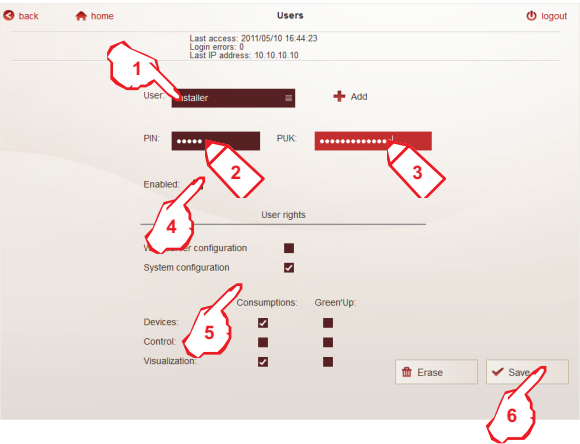 back home Users logout
Last access: 2011/05/10 16:44:23
Login errors: 0
Last IP address: 10.10.10.10
1
User: Installer Add
PIN: ••••• PUK: •••••••••••••
2 3
Enabled:
4
User rights
configuration
System configuration
Consumptions: Green'Up:
5
Devices:
Control:
Visualization:
Erase Save
6